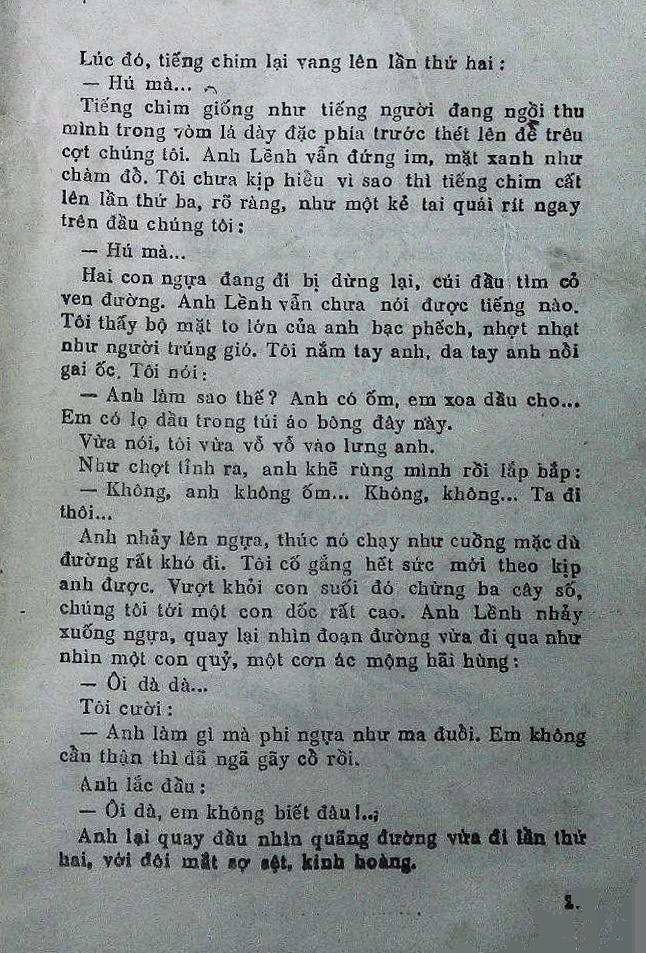 Lúc đó, tiếng chim lại vang lên lần thứ hai :
— Hú mà...
Tiếng chim giống như tiếng người đang ngồi thu
mình trong vòm lá dày đặc phía trước thét lên để trêu
cợt chúng tôi. Anh Lềnh vẫn đứng im, mặt xanh như
chàm đổ. Tôi chưa kịp hiểu vì sao thì tiếng chim cất
lên lần thứ ba, rõ ràng, như một kẻ tai quái rít ngay
trên đầu chúng tôi :
— Hú mà...
Hai con ngựa đang đi bị dừng lại, cúi đầu tìm cỏ
ven đường. Anh Lềnh vẫn chưa nói được tiếng nào.
Tôi thấy bộ mặt to lớn của anh bạc phếch, nhợt nhạt
như người trúng gió. Tôi nắm tay anh, da tay anh nổi
gai ốc. Tôi nói :
— Anh làm sao thế ? Anh có ốm, em xoa dầu cho...
Em có lọ dầu trong túi áo bông đây này.
Vừa nói, tôi vừa vỗ vỗ vào lưng anh.
Như chợt tỉnh ra, anh khẽ rùng mình rồi lắp bắp :
— Không, anh không ốm... Không, không... Ta đi
thôi...
Anh nhảy lên ngựa, thúc nó chạy như cuồng mặc dù
đường rất khó đi. Tôi cố gắng hết sức mới theo kịp
anh được. Vượt khỏi con suối đó chừng ba cây số,
chúng tôi tới một con dốc rất cao. Anh Lềnh nhảy
xuống ngựa, quay lại nhìn đoạn đường vừa đi qua như
nhìn một con quỷ, một cơn ác mộng hãi hùng :
— Ôi dà dà...
Tôi cười :
— Anh làm gì mà phi ngựa như ma đuổi. Em không
cẩn thận thì đã ngã gãy cổ rồi.
Anh lắc đầu :
— Ôi dà, em không biết đâu !..;
Anh lại quay đầu nhìn quãng đường vừa đi lần thứ
hai, với đôi mắt sợ sệt, kinh hoàng.
2.